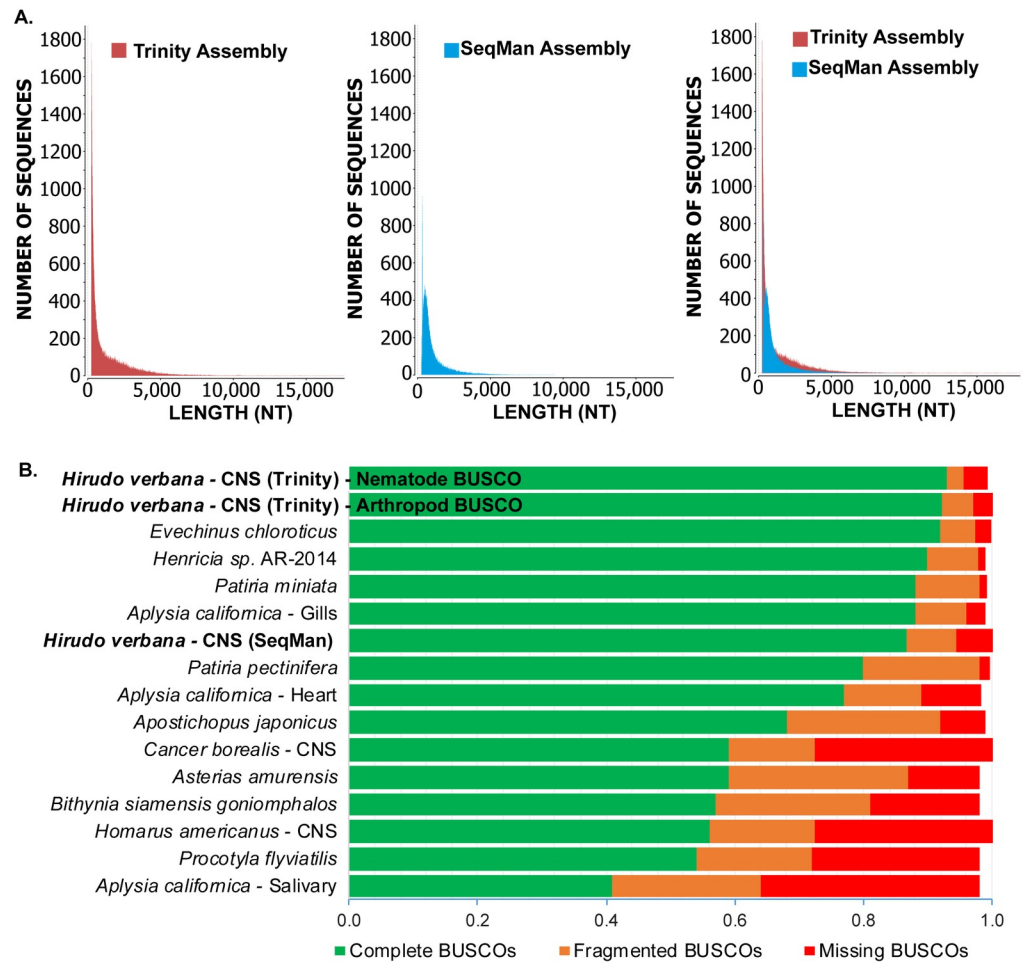 A.
Trinity Assembly
NUMBER OF SEQUENCES
1800
1600
1400
1200
1000
800
600
400
200
0
0 5,000 10,000 15,000
LENGTH (NT)
SeqMan Assembly
NUMBER OF SEQUENCES
1800
1600
1400
1200
1000
800
600
400
200
0
0 5,000 10,000 15,000
LENGTH (NT)
Trinity Assembly
SeqMan Assembly
NUMBER OF SEQUENCES
1800
1600
1400
1200
1000
800
600
400
200
0
0 5,000 10,000 15,000
LENGTH (NT)
B.
Hirudo verbana - CNS (Trinity) - Nematode BUSCO
Hirudo verbana - CNS (Trinity) - Arthropod BUSCO
Evechinus chloroticus
Henricia sp. AR-2014
Patiria miniata
Aplysia californica - Gills
Hirudo verbana - CNS (SeqMan)
Patiria pectinifera
Aplysia californica - Heart
Apostichopus japonicus
Cancer borealis - CNS
Asterias amurensis
Bithynia siamensis goniomphalos
Homarus americanus - CNS
Procotyla flyviatilis
Aplysia californica - Salivary
0.0 0.2 0.4 0.6 0.8 1.0
Complete BUSCOs Fragmented BUSCOs Missing BUSCOs